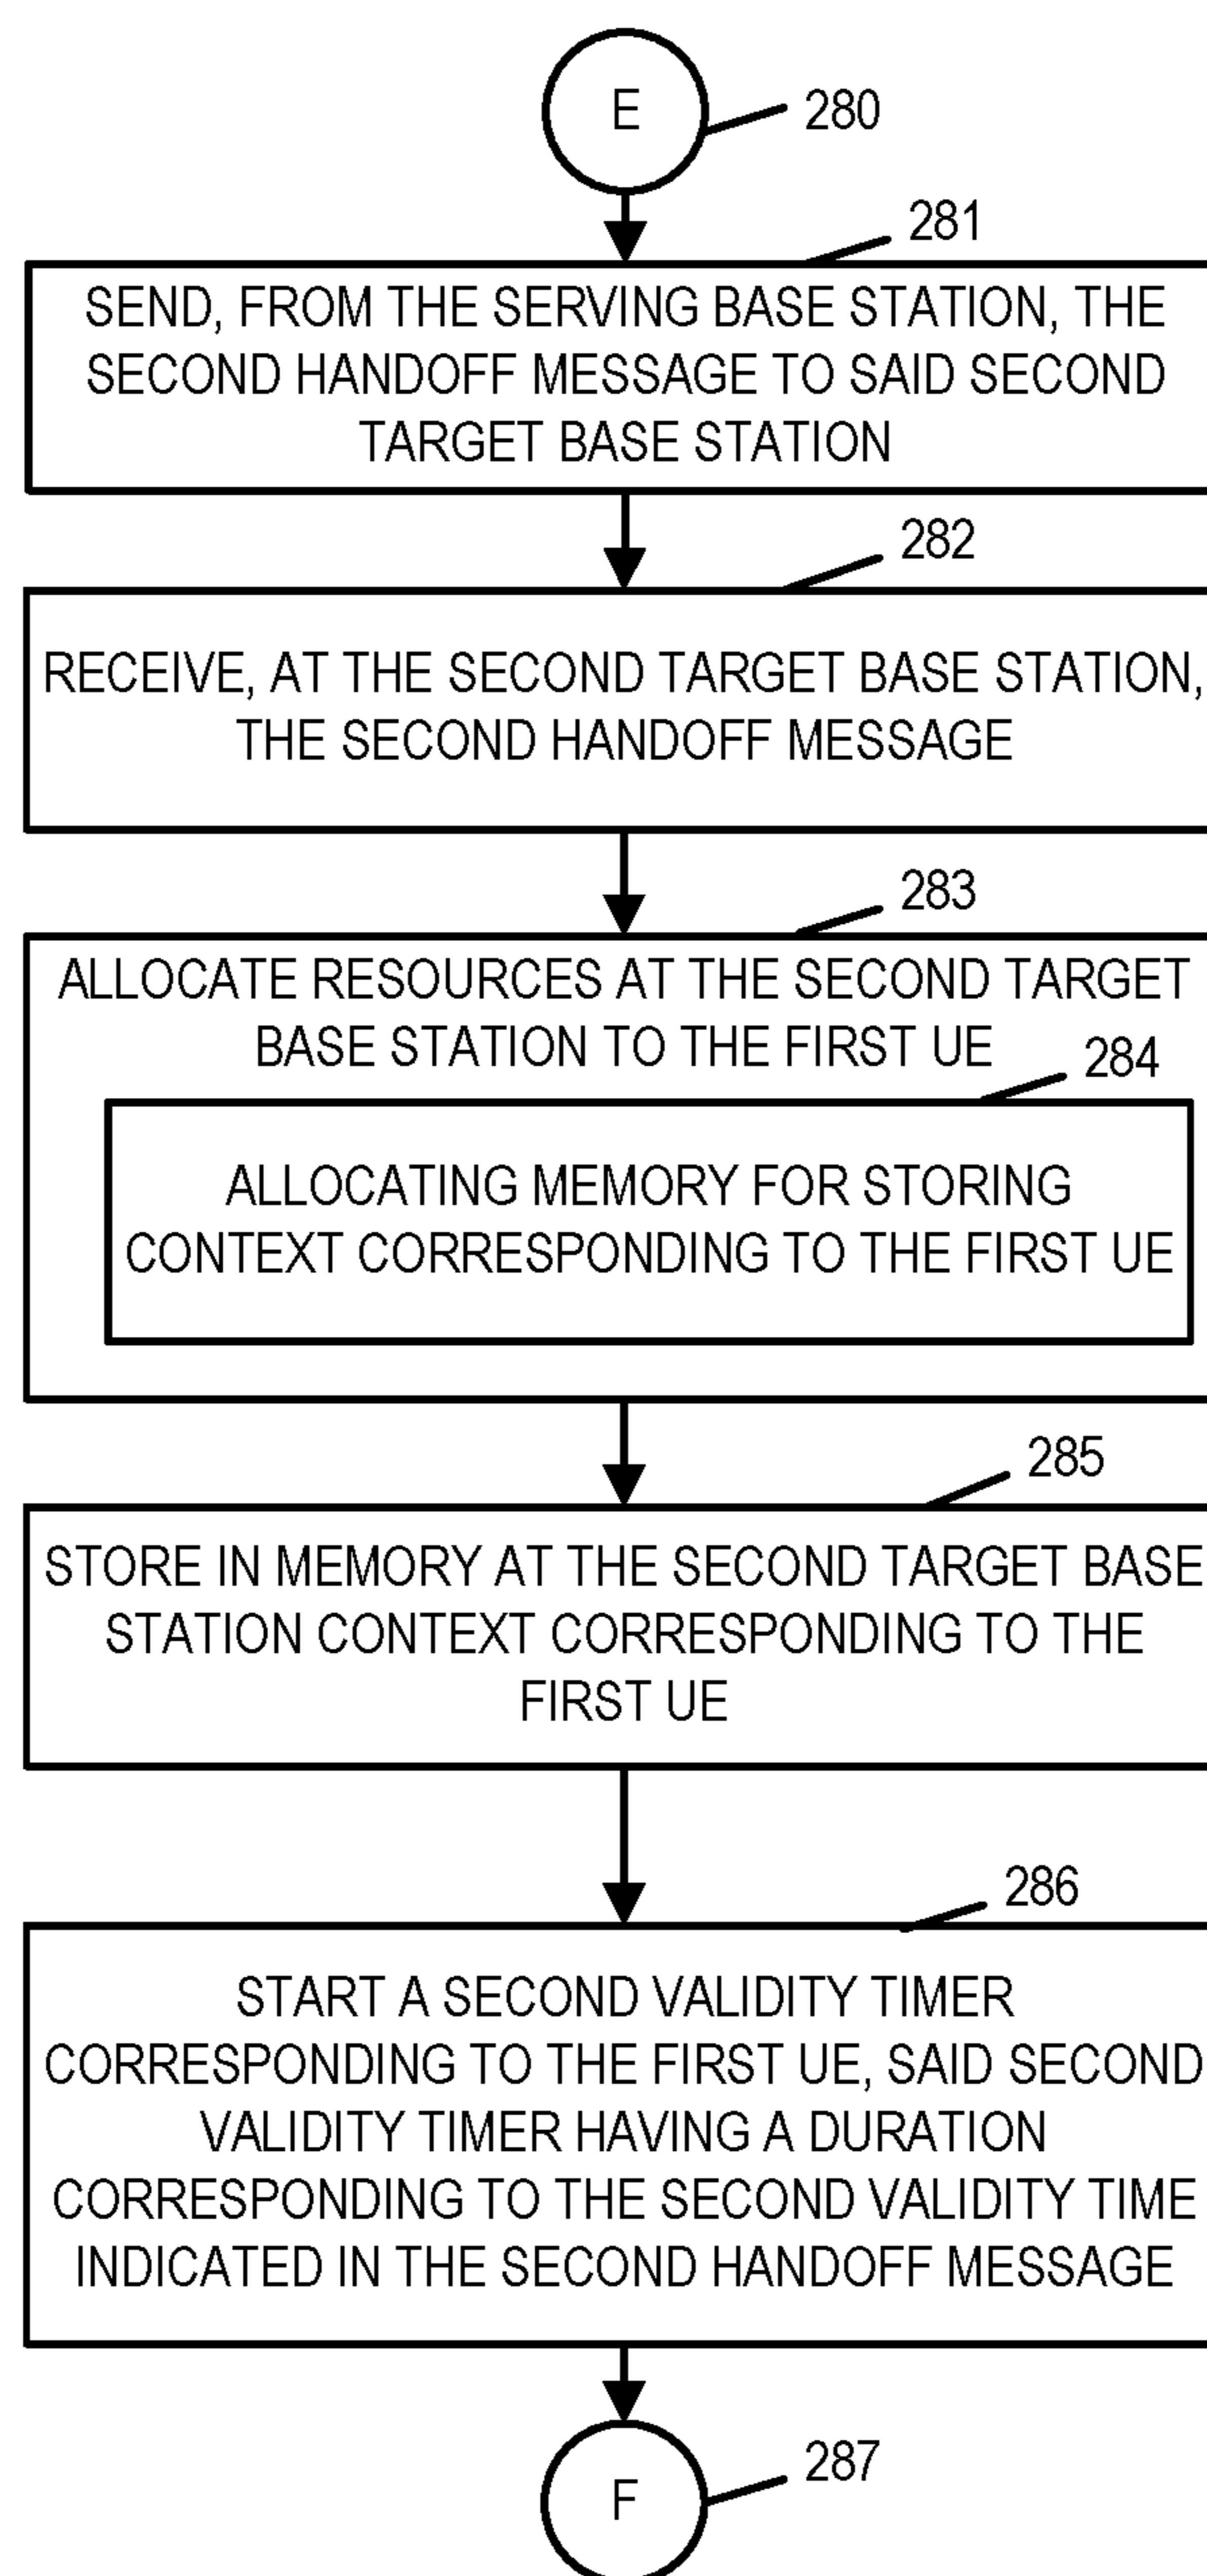 E
280
281
SEND, FROM THE SERVING BASE STATION, THE
SECOND HANDOFF MESSAGE TO SAID SECOND
TARGET BASE STATION
282
RECEIVE, AT THE SECOND TARGET BASE STATION,
THE SECOND HANDOFF MESSAGE
283
ALLOCATE RESOURCES AT THE SECOND TARGET
BASE STATION TO THE FIRST UE
284
ALLOCATING MEMORY FOR STORING
CONTEXT CORRESPONDING TO THE FIRST UE
285
STORE IN MEMORY AT THE SECOND TARGET BASE
STATION CONTEXT CORRESPONDING TO THE
FIRST UE
286
START A SECOND VALIDITY TIMER
CORRESPONDING TO THE FIRST UE, SAID SECOND
VALIDITY TIMER HAVING A DURATION
CORRESPONDING TO THE SECOND VALIDITY TIME
INDICATED IN THE SECOND HANDOFF MESSAGE
F
287